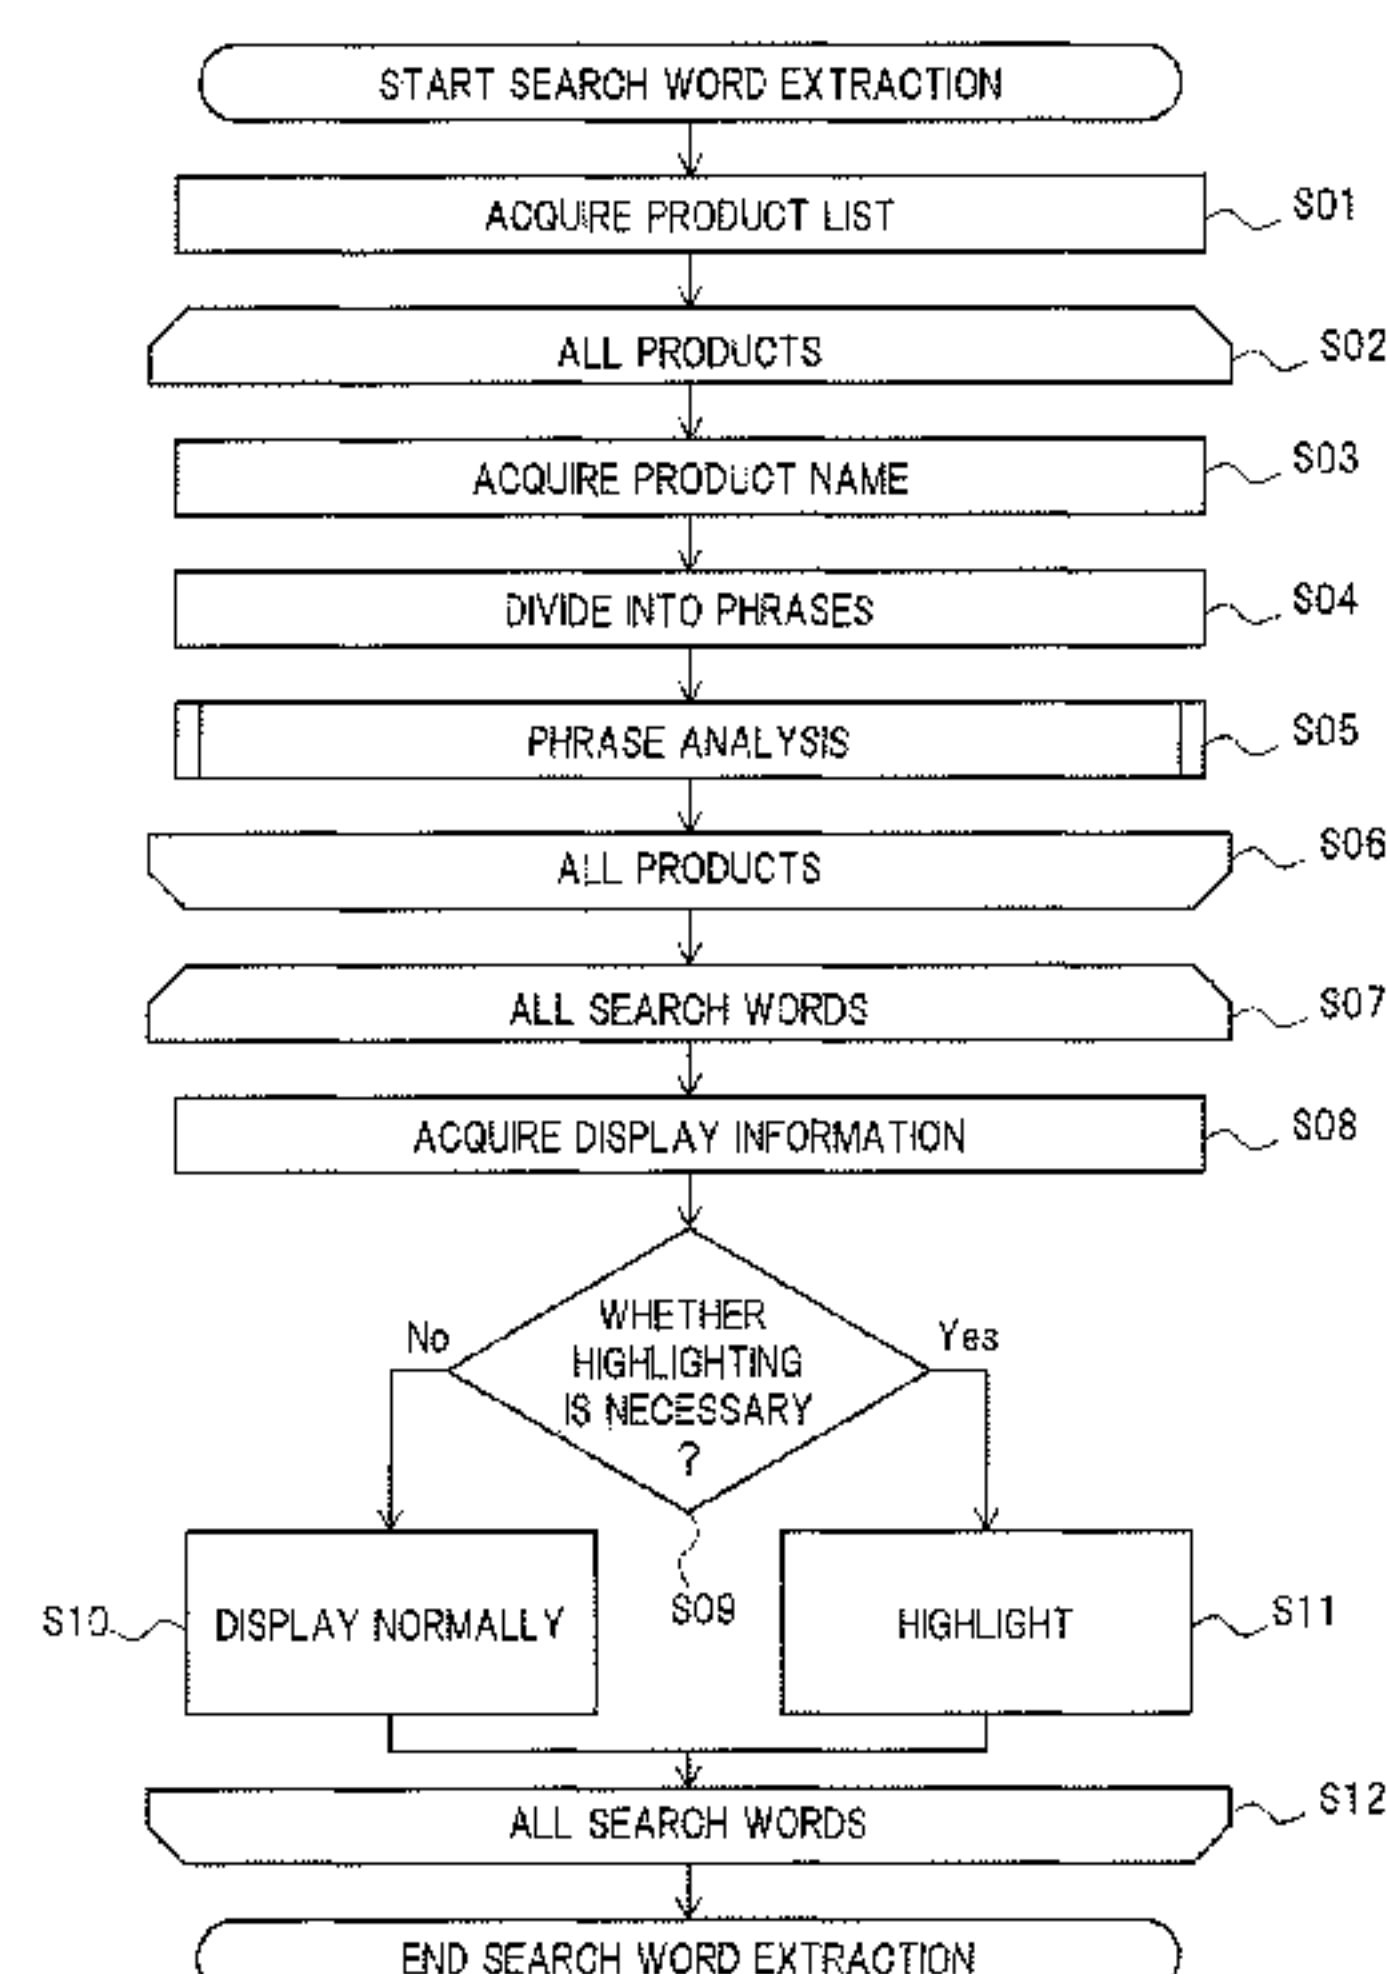 START SEARCH WORD EXTRACTION
ACQUIRE PRODUCT LIST
S01
ALL PRODUCTS
S02
ACQUIRE PRODUCT NAME
S03
DIVIDE INTO PHRASES
S04
PHRASE ANALYSIS
S05
ALL PRODUCTS
S06
ALL SEARCH WORDS
S07
ACQUIRE DISPLAY INFORMATION
S08
No
Yes
WHETHER
HIGHLIGHTING
IS NECESSARY
?
S09
S10
DISPLAY NORMALLY
HIGHLIGHT
S11
ALL SEARCH WORDS
S12
END SEARCH WORD EXTRACTION